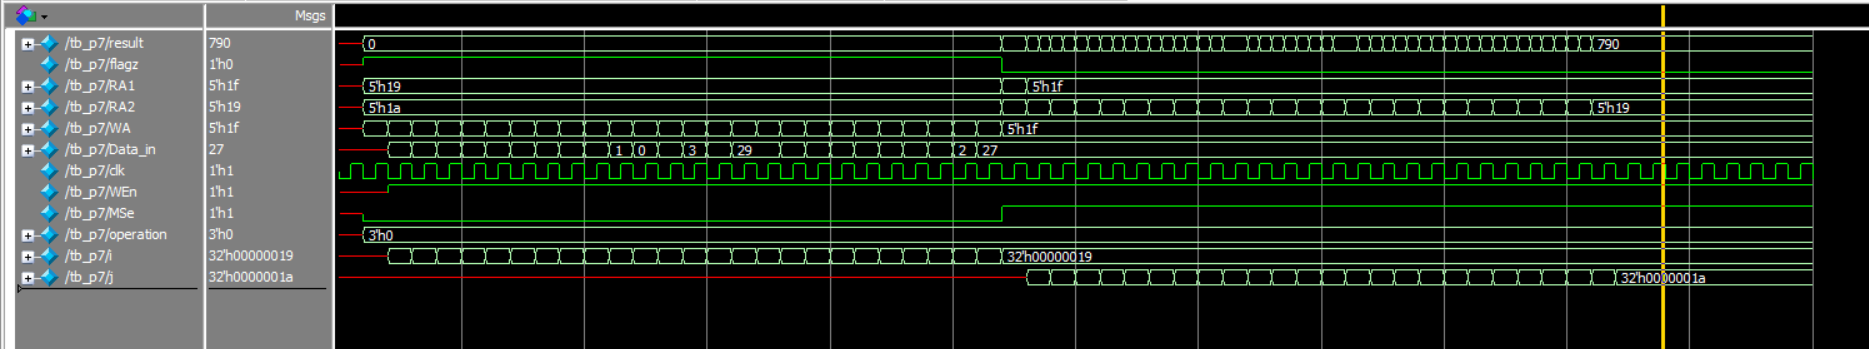 Msgs
/tb_p7/result 790 0 790
/tb_p7/flagz 1'h0
/tb_p7/RA1 5'h1f 5'h19 5'h1f
/tb_p7/RA2 5'h19 5'h1a 5'h19
/tb_p7/WA 5'h1f 5'h1f
/tb_p7/Data_in 27 1 0 3 29 2 27
/tb_p7/clk 1'h1
/tb_p7/WEn 1'h1
/tb_p7/MSe 1'h1
/tb_p7/operation 3'h0 3'h0
/tb_p7/i 32'h00000019 32'h00000019
/tb_p7/j 32'h0000001a 32'h0000001a